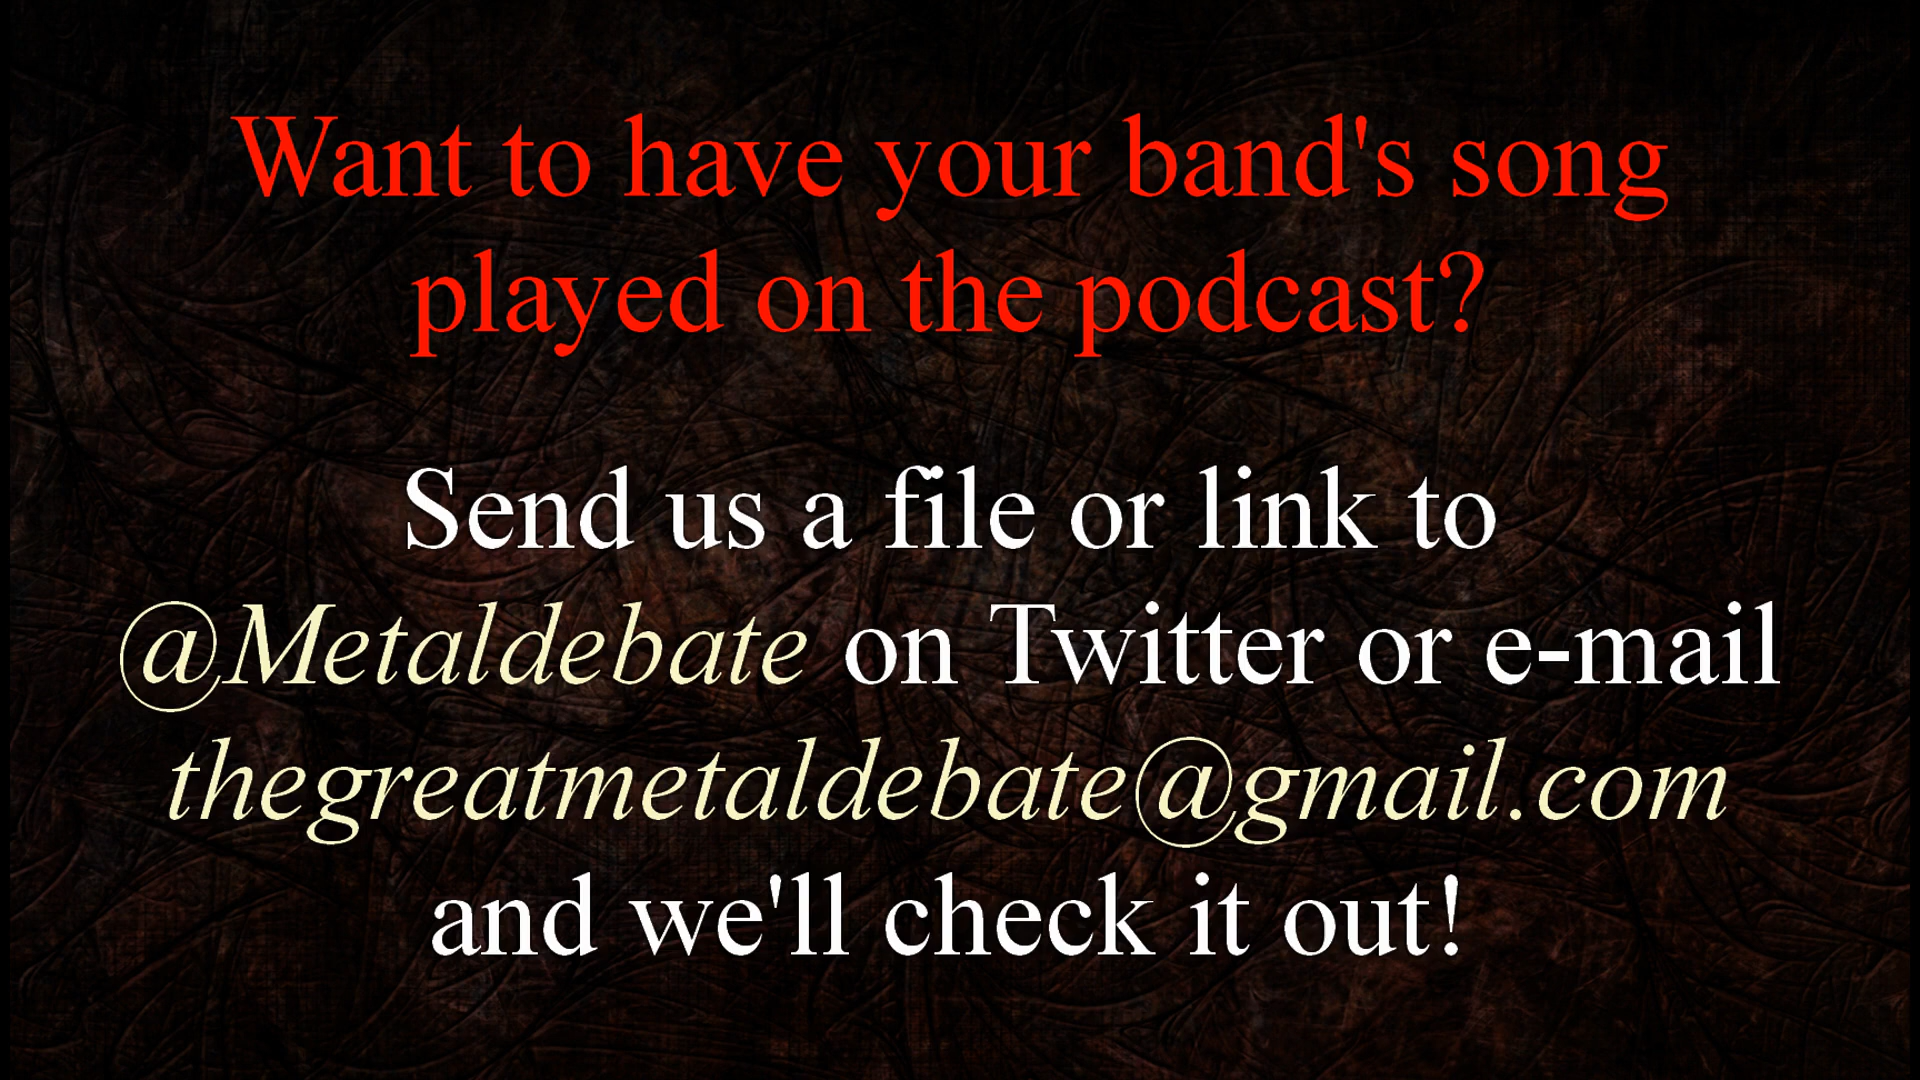 Want to have your band's song
played on the podcast?
Send us a file or link to
@Metaldebate on Twitter or e-mail
thegreatmetaldebate@gmail.com
and we'll check it out!